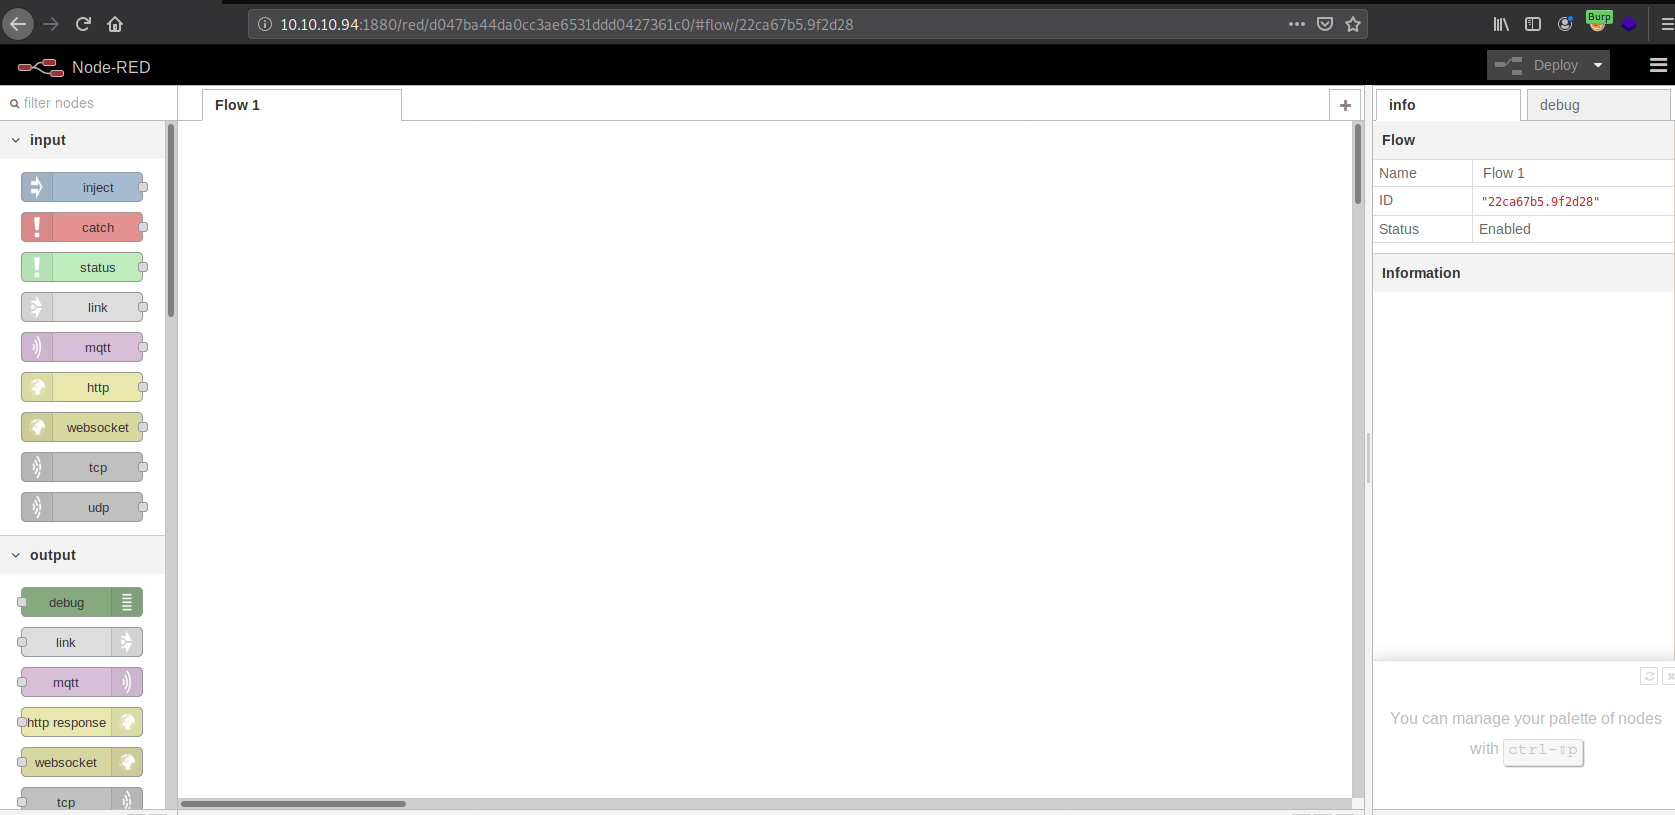 10.10.10.94:1880/red/d047ba44da0cc3ae6531ddd0427361c0/#flow/22ca67b5.9f2d28
Burp
Node-RED
Deploy
filter nodes
Flow 1
info
debug
input
inject
catch
status
link
mqtt
http
websocket
tcp
udp
output
debug
link
mqtt
http response
websocket
tcp
Flow
Name Flow 1
ID "22ca67b5.9f2d28"
Status Enabled
Information
You can manage your palette of nodes
with ctrl-⇧p